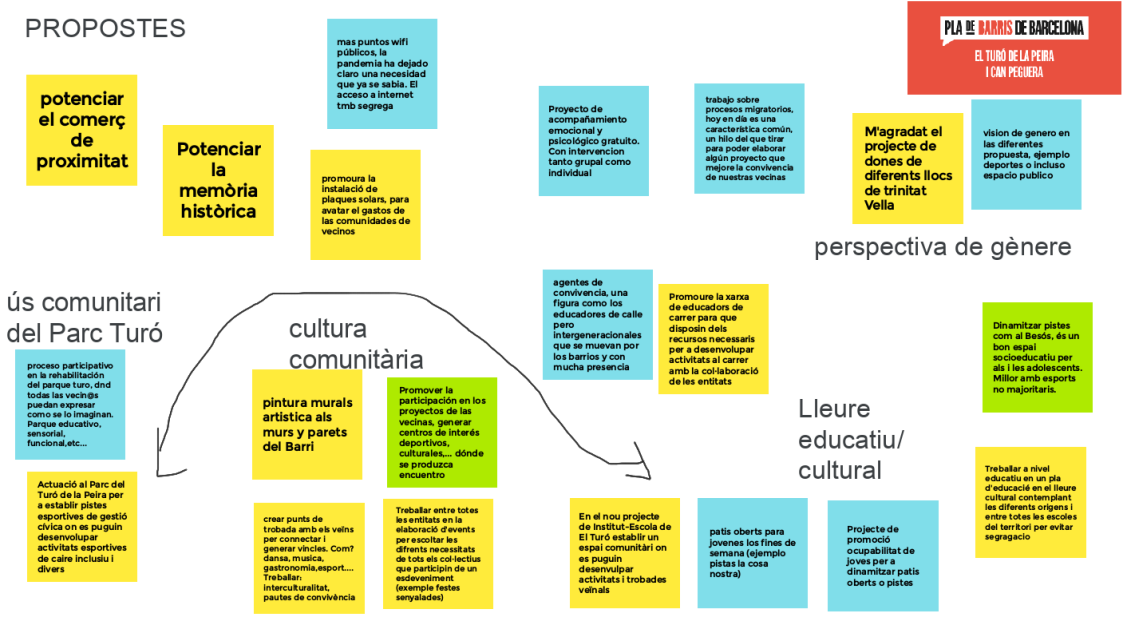 PROPOSTES
PLA DE BARRIS DE BARCELONA
EL TURÓ DE LA PEIRA
I CAN PEGUERA
potenciar
el comerç
de
proximitat
Potenciar
la
memòria
històrica
mas puntos wifi
públicos, la
pandemia ha dejado
claro una necesidad
que ya se sabia. El
acceso a internet
tmb segrega
promoura la
instalació de
plaques solars, para
avatar el gastos de
las comunidades de
vecinos
Proyecto de
acompañamiento
emocional y
psicológico gratuito.
Con intervencion
tanto grupal como
individual
trabajo sobre
procesos migratorios,
hoy en día es una
característica común,
un hilo del que tirar
para poder elaborar
algún proyecto que
mejore la convivencia
de nuestras vecinas
M'agradat el
projecte de
dones de
diferents llocs
de trinitat
Vella
vision de genero en
las diferentes
propuesta, ejemplo
deportes o incluso
espacio publico
perspectiva de gènere
ús comunitari
del Parc Turó
proceso participativo
en la rehabilitación
del parque turo, dnd
todas las vecin@s
puedan expresar
como se lo imaginan.
Parque educativo,
sensorial,
funcional,etc...
Actuació al Parc del
Turó de la Peira per
a establir pistes
esportives de gestió
cívica on es puguin
desenvolupar
activitats esportives
de caire inclusiu i
divers
cultura
comunitària
pintura murals
artistica als
murs y parets
del Barri
Promover la
participación en los
proyectos de las
vecinas, generar
centros de interés
deportivos,
culturales,... dónde
se produzca
encuentro
crear punts de
trobada amb els veïns
per connectar i
generar vincles. Com?
dansa, musica,
gastronomia,esport....
Treballar:
interculturalitat,
pautes de convivència
Treballar entre totes
les entitats en la
elaboració d'events
per escoltar les
difrents necessitats
de tots els col·lectius
que participin de un
esdeveniment
(exemple festes
senyalades)
agentes de
convivencia, una
figura como los
educadores de calle
pero
intergeneracionales
que se muevan por
los barrios y con
mucha presencia
Promoure la xarxa
de educadors de
carrer para que
disposin dels
recursos necessaris
per a desenvolupar
activitats al carrer
amb la col·laboració
de les entitats
Lleure
educatiu/
cultural
Dinamitzar pistes
com al Besós, és un
bon espai
socioeducatiu per
als i les adolescents.
Millor amb esports
no majoritaris.
Treballar a nivel
educatiu en un pla
d'educació en el lleure
cultural contemplant
les diferents origens i
entre totes les escoles
del territori per evitar
segragacio
En el nou projecte
de Institut-Escola de
El Turó establir un
espai comunitàri on
es puguin
desenvulpar
activitats i trobades
veïnals
patis oberts para
jovenes los fines de
semana (ejemplo
pistas la cosa
nostra)
Projecte de
promoció
ocupabilitat de
joves per a
dinamitzar patis
oberts o pistes